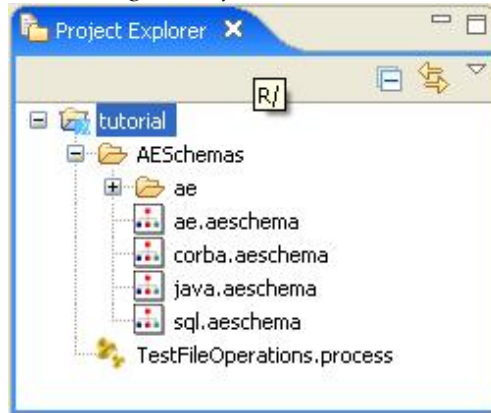 Project Explorer
R/
tutorial
AESchemas
ae
ae.aeschema
corba.aeschema
java.aeschema
sql.aeschema
TestFileOperations.process